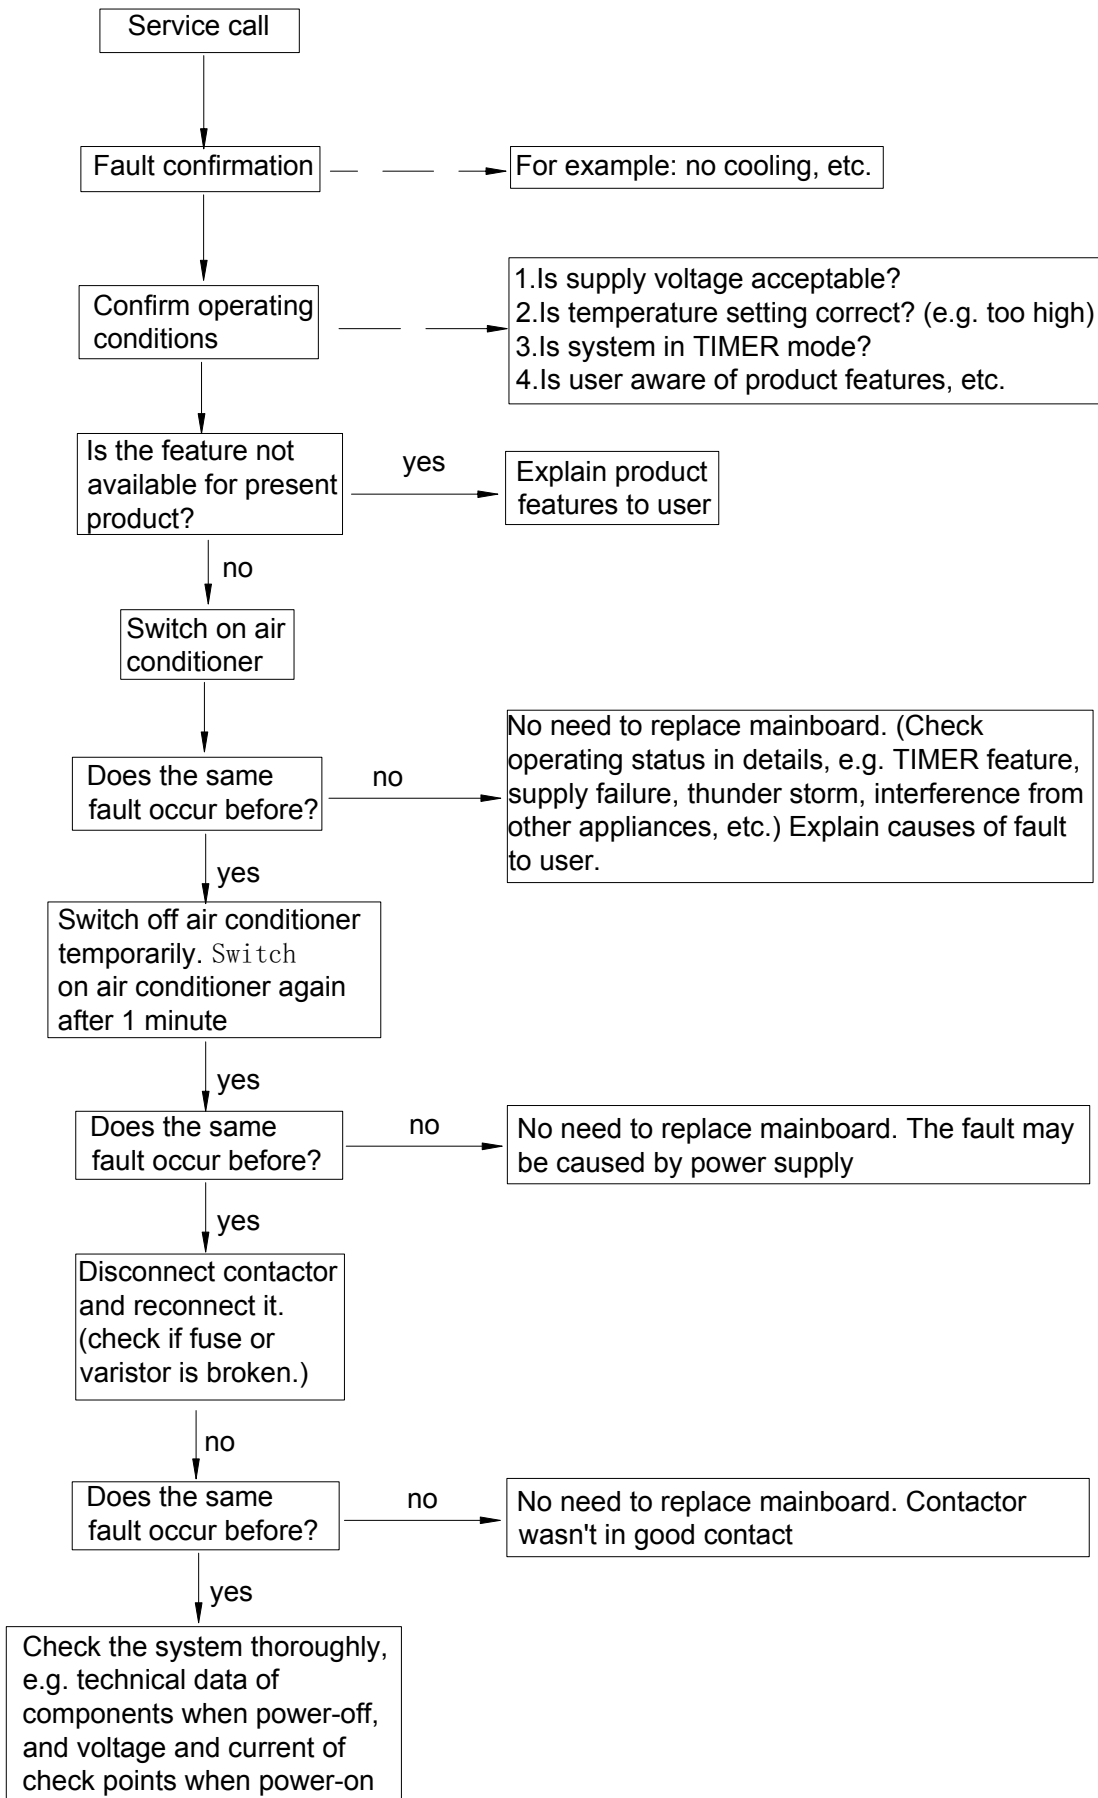 Service call
Fault confirmation
For example: no cooling, etc.
Confirm operating
conditions
1.Is supply voltage acceptable?
2.Is temperature setting correct? (e.g. too high)
3.Is system in TIMER mode?
4.Is user aware of product features, etc.
Is the feature not
available for present
product?
yes
Explain product
features to user
no
Switch on air
conditioner
Does the same
fault occur before?
no
No need to replace mainboard. (Check
operating status in details, e.g. TIMER feature,
supply failure, thunder storm, interference from
other appliances, etc.) Explain causes of fault
to user.
yes
Switch off air conditioner
temporarily. Switch
on air conditioner again
after 1 minute
yes
Does the same
fault occur before?
no
No need to replace mainboard. The fault may
be caused by power supply
yes
Disconnect contactor
and reconnect it.
(check if fuse or
varistor is broken.)
no
Does the same
fault occur before?
no
No need to replace mainboard. Contactor
wasn't in good contact
yes
Check the system thoroughly,
e.g. technical data of
components when power-off,
and voltage and current of
check points when power-on